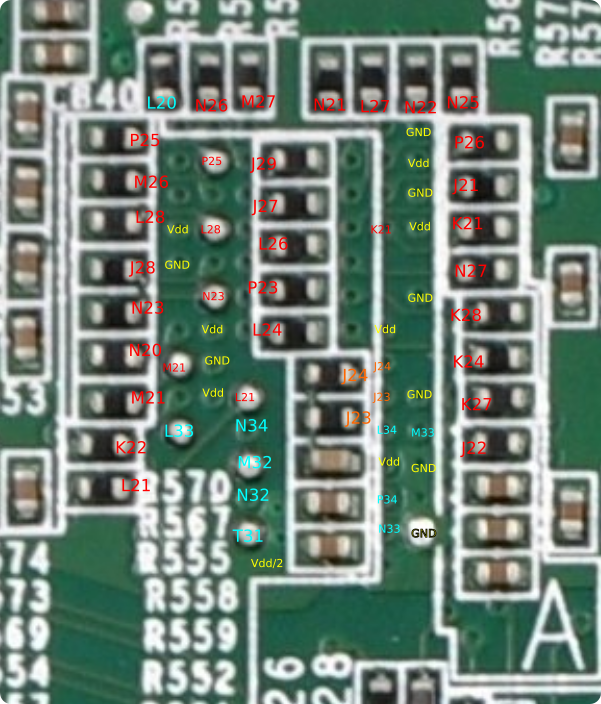 R5
R5
R5
R58
R57
R57
CB40
L20
N26
M27
N21
L27
N22
N25
GND
P25
P25
J29
Vdd
P26
M26
GND
J21
L28
Vdd
L28
J27
K21
Vdd
K21
J28
GND
L26
N27
N23
N23
P23
GND
K28
N20
Vdd
L24
Vdd
M21
GND
J24
J24
K24
M21
Vdd
L21
J23
J23
GND
K27
53
L33
N34
L34
M33
K22
M32
Vdd
GND
J22
L21
R570
N32
P34
R567
T31
N33
GND
74
R555
Vdd/2
573
R558
A
69
R559
554
R552
26
28